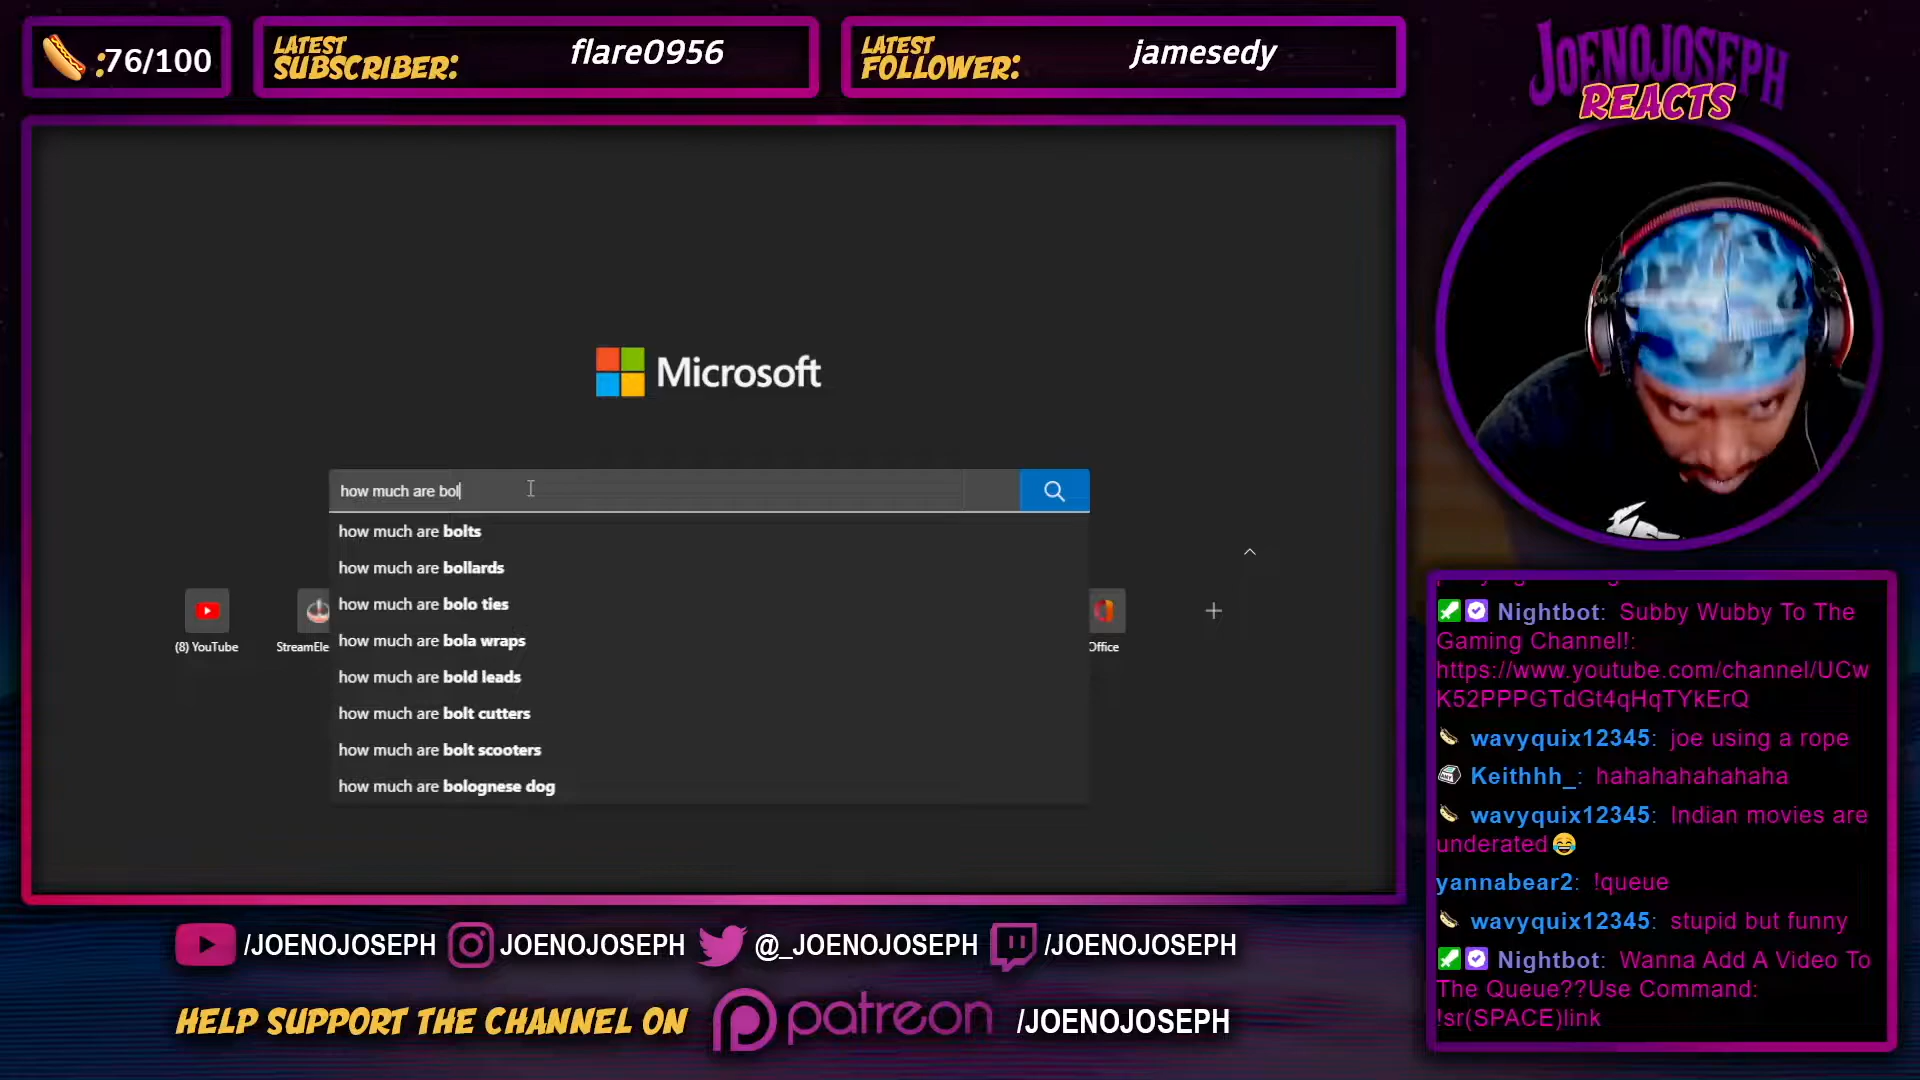 :76/100
LATEST
SUBSCRIBER:
flare0956
LATEST
FOLLOWER:
jamesedy
JOENOJOSEPH
REACTS
Microsoft
how much are bol
how much are bolts
how much are bollards
how much are bolo ties
how much are bola wraps
how much are bold leads
how much are bolt cutters
how much are bolt scooters
how much are bolognese dog
(8) YouTube
StreamEle
Office
Nightbot: Subby Wubby To The
Gaming Channel!:
https://www.youtube.com/channel/UCw
K52PPPGTdGt4qHqTYkErQ
wavyquix12345: joe using a rope
Keithhh_: hahahahahahaha
wavyquix12345: Indian movies are
underated😂
yannabear2: !queue
wavyquix12345: stupid but funny
Nightbot: Wanna Add A Video To
The Queue??Use Command:
!sr(SPACE)link
/JOENOJOSEPH
JOENOJOSEPH
@_JOENOJOSEPH
/JOENOJOSEPH
HELP SUPPORT THE CHANNEL ON
patreon
/JOENOJOSEPH